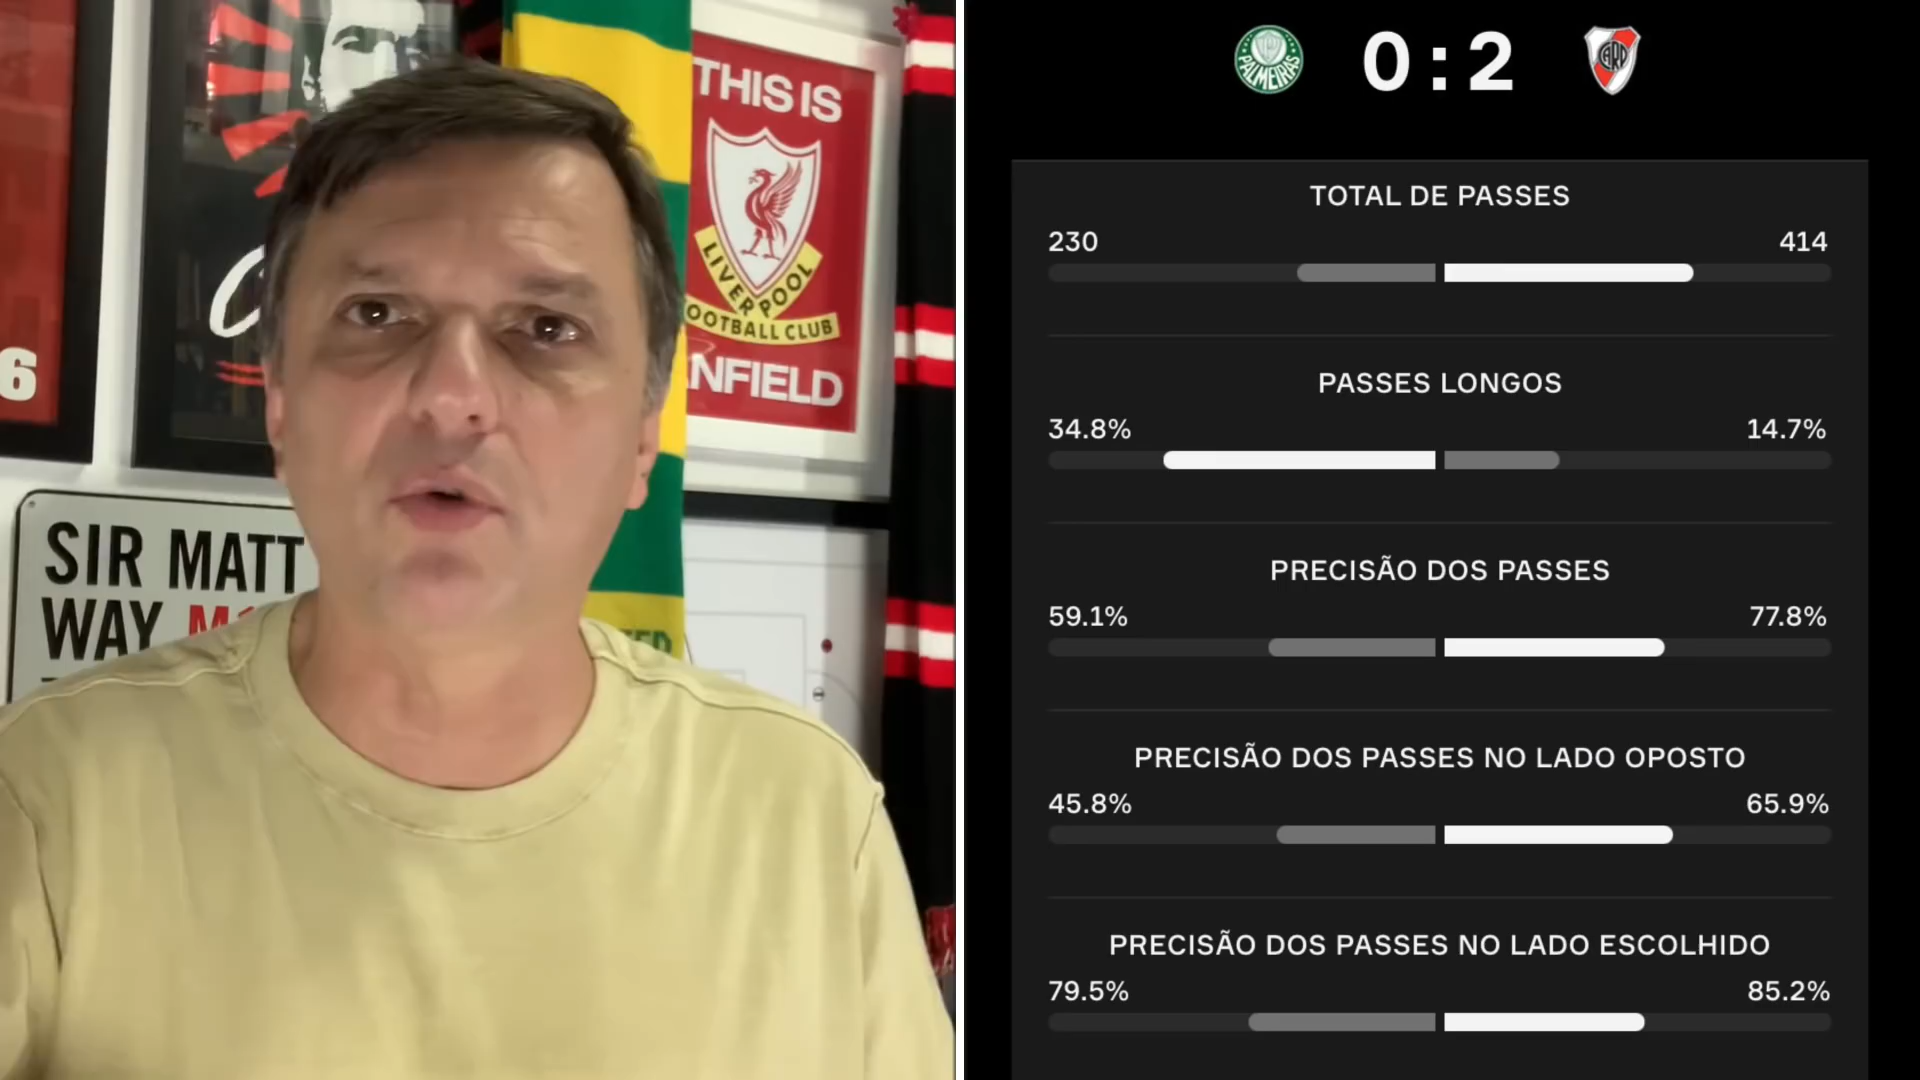 THIS IS
LIVERPOOL
FOOTBALL CLUB
ANFIELD
6
SIR MATT
WAY
PALMEIRAS
0 : 2
CARP
TOTAL DE PASSES
230 414
PASSES LONGOS
34.8% 14.7%
PRECISÃO DOS PASSES
59.1% 77.8%
PRECISÃO DOS PASSES NO LADO OPOSTO
45.8% 65.9%
PRECISÃO DOS PASSES NO LADO ESCOLHIDO
79.5% 85.2%